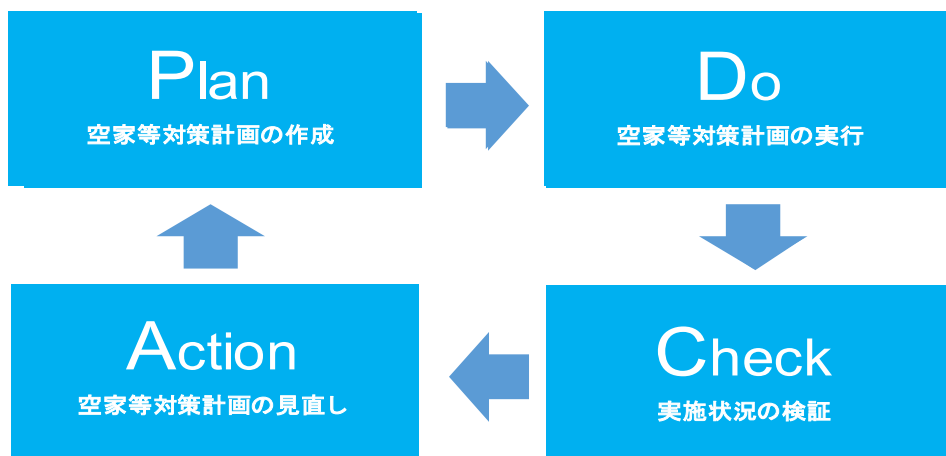 Plan
空家等対策計画の作成
Do
空家等対策計画の実行
Check
実施状況の検証
Action
空家等対策計画の見直し